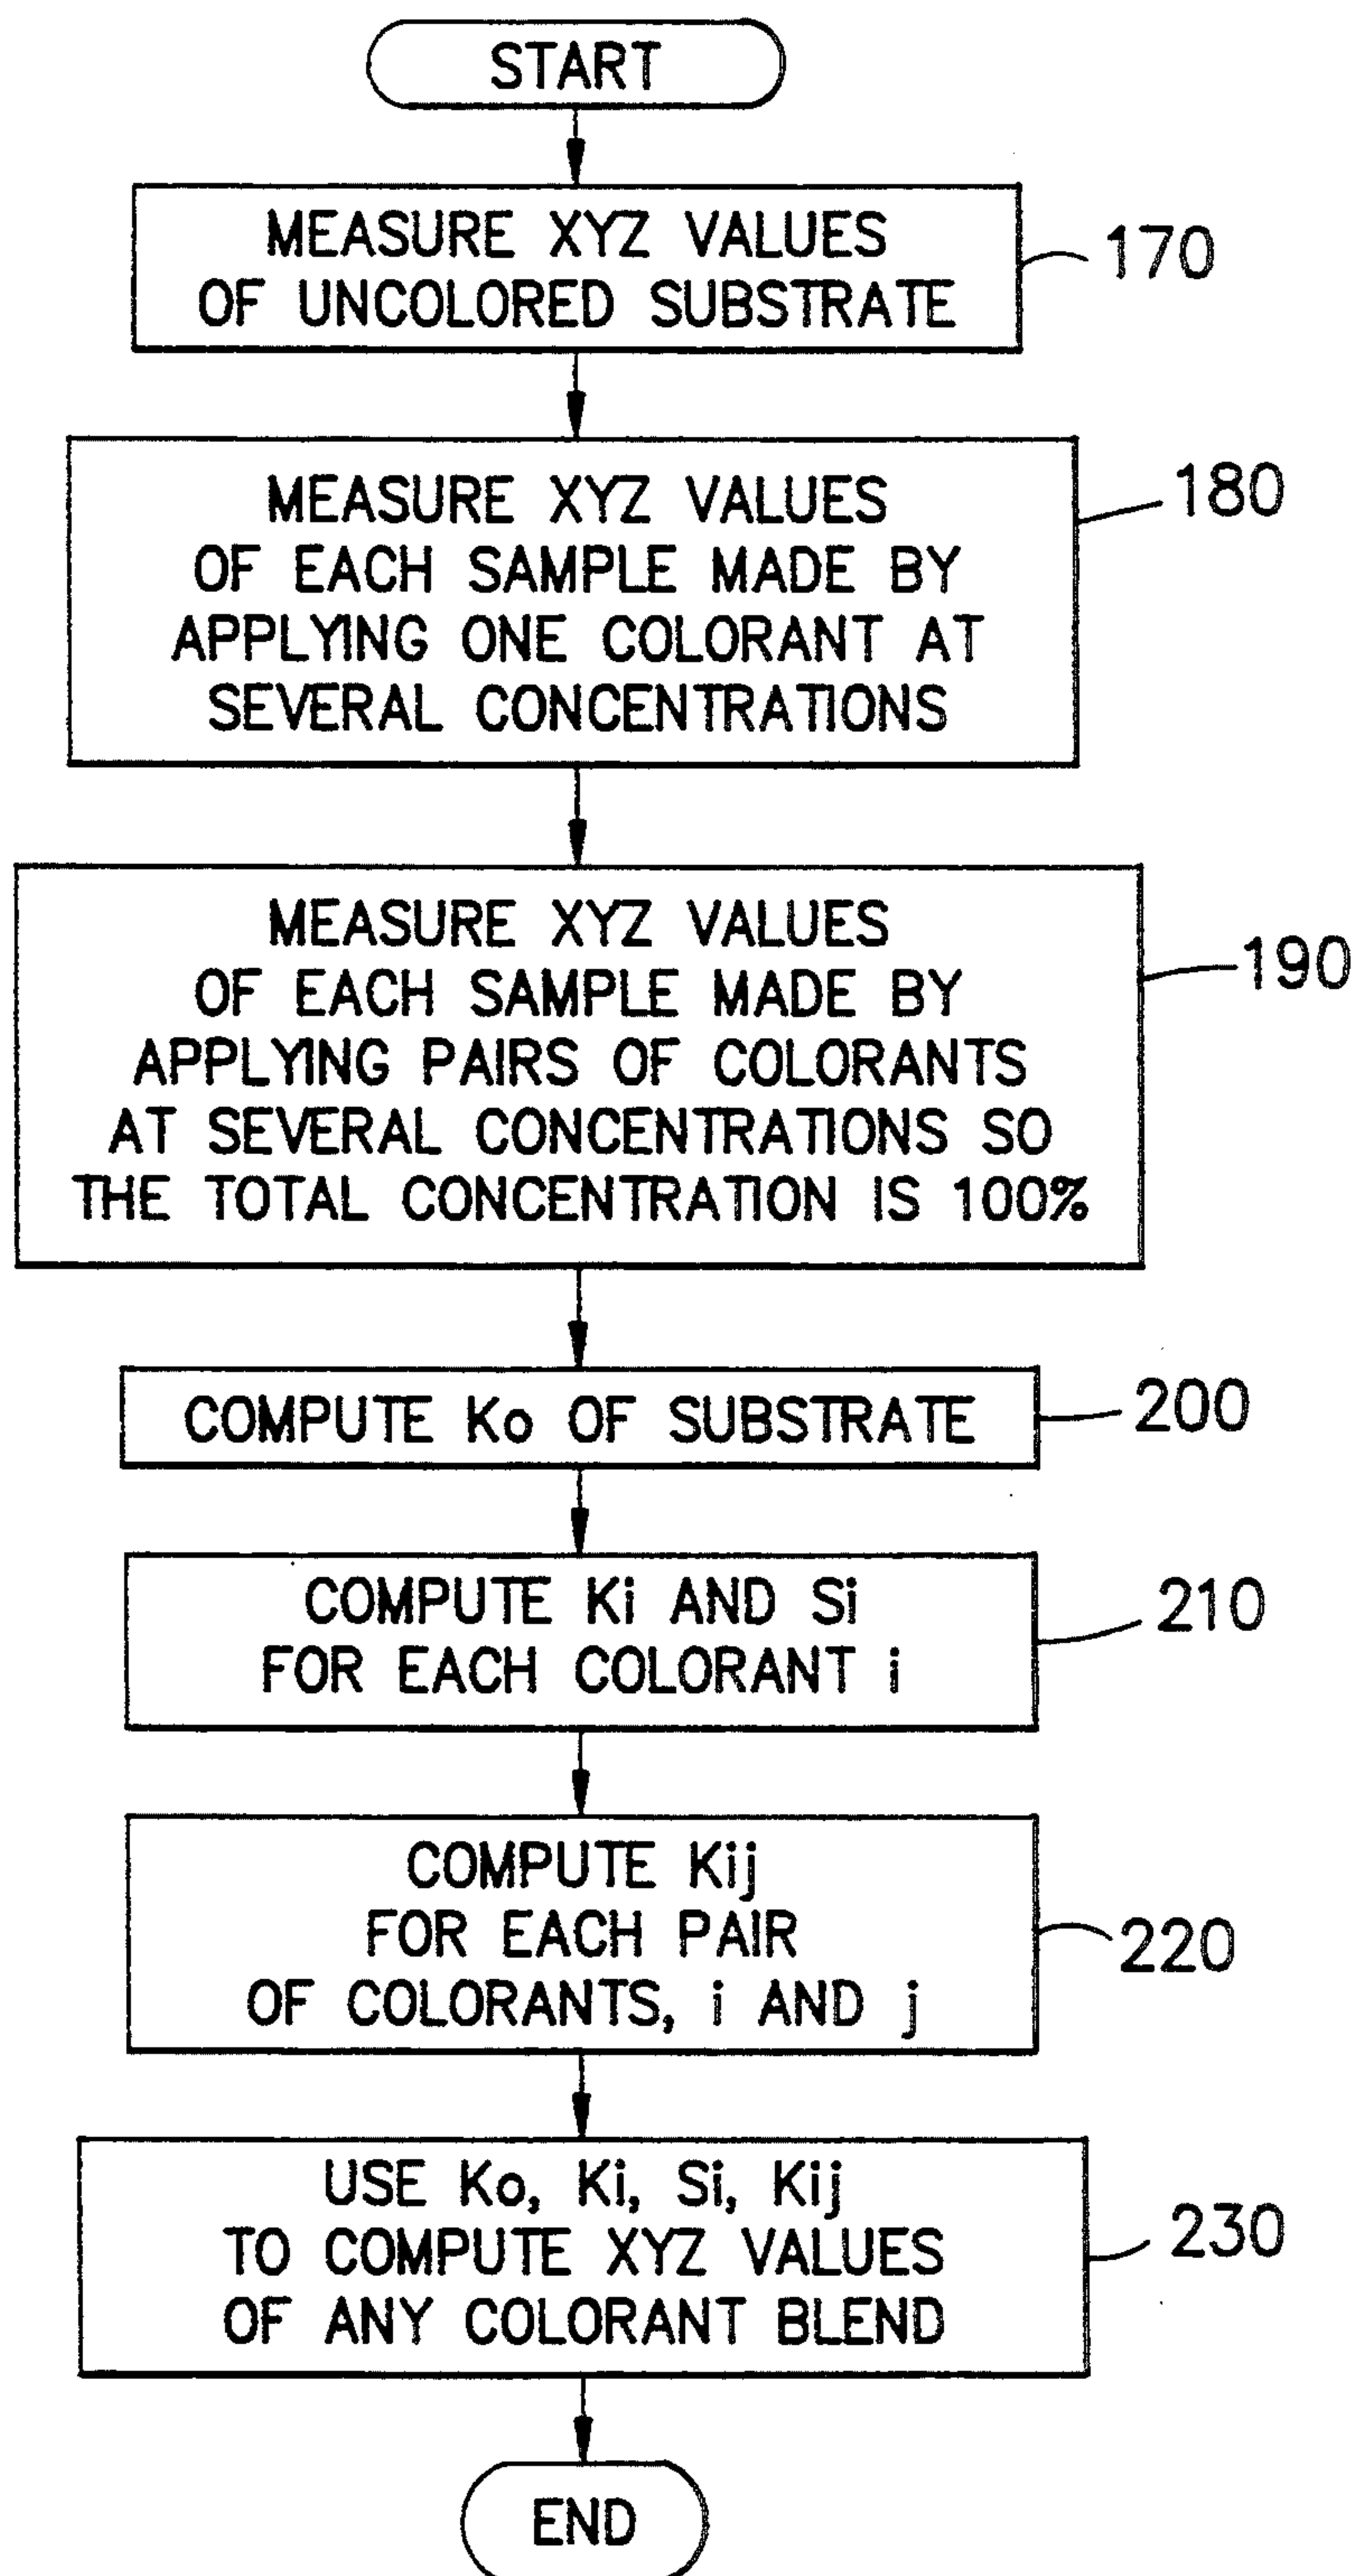 START
MEASURE XYZ VALUES
OF UNCOLORED SUBSTRATE
170
MEASURE XYZ VALUES
OF EACH SAMPLE MADE BY
APPLYING ONE COLORANT AT
SEVERAL CONCENTRATIONS
180
MEASURE XYZ VALUES
OF EACH SAMPLE MADE BY
APPLYING PAIRS OF COLORANTS
AT SEVERAL CONCENTRATIONS SO
THE TOTAL CONCENTRATION IS 100%
190
COMPUTE Ko OF SUBSTRATE
200
COMPUTE Ki AND Si
FOR EACH COLORANT i
210
COMPUTE Kij
FOR EACH PAIR
OF COLORANTS, i AND j
220
USE Ko, Ki, Si, Kij
TO COMPUTE XYZ VALUES
OF ANY COLORANT BLEND
230
END